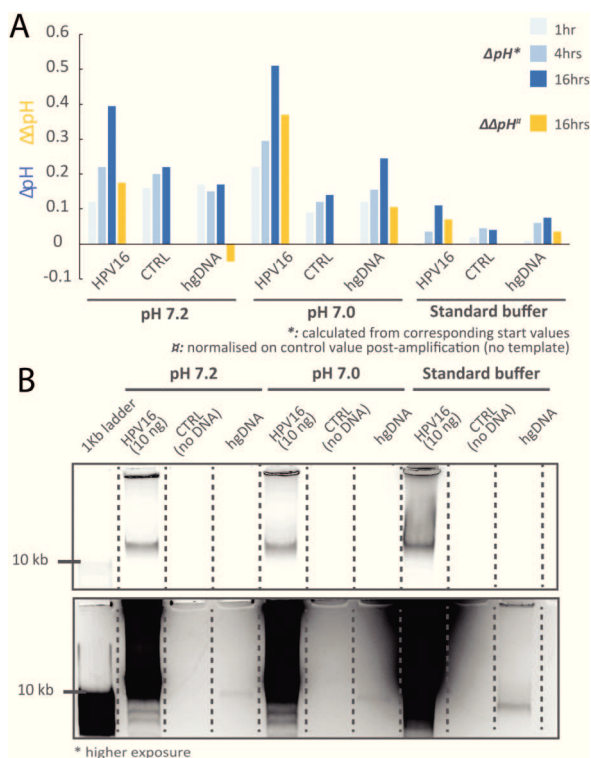 A
0.6
0.5
0.4
0.3
0.2
0.1
0
-0.1
ΔpH ΔΔpH
1hr
ΔpH* 4hrs
16hrs
ΔΔpH¤ 16hrs
HPV16 CTRL hgDNA HPV16 CTRL hgDNA HPV16 CTRL hgDNA
pH 7.2 pH 7.0 Standard buffer
*: calculated from corresponding start values
¤: normalised on control value post-amplification (no template)
B
pH 7.2 pH 7.0 Standard buffer
1Kb ladder HPV16 (10 ng) CTRL (no DNA) hgDNA HPV16 (10 ng) CTRL (no DNA) hgDNA HPV16 (10 ng) CTRL (no DNA) hgDNA
10 kb
10 kb
* higher exposure